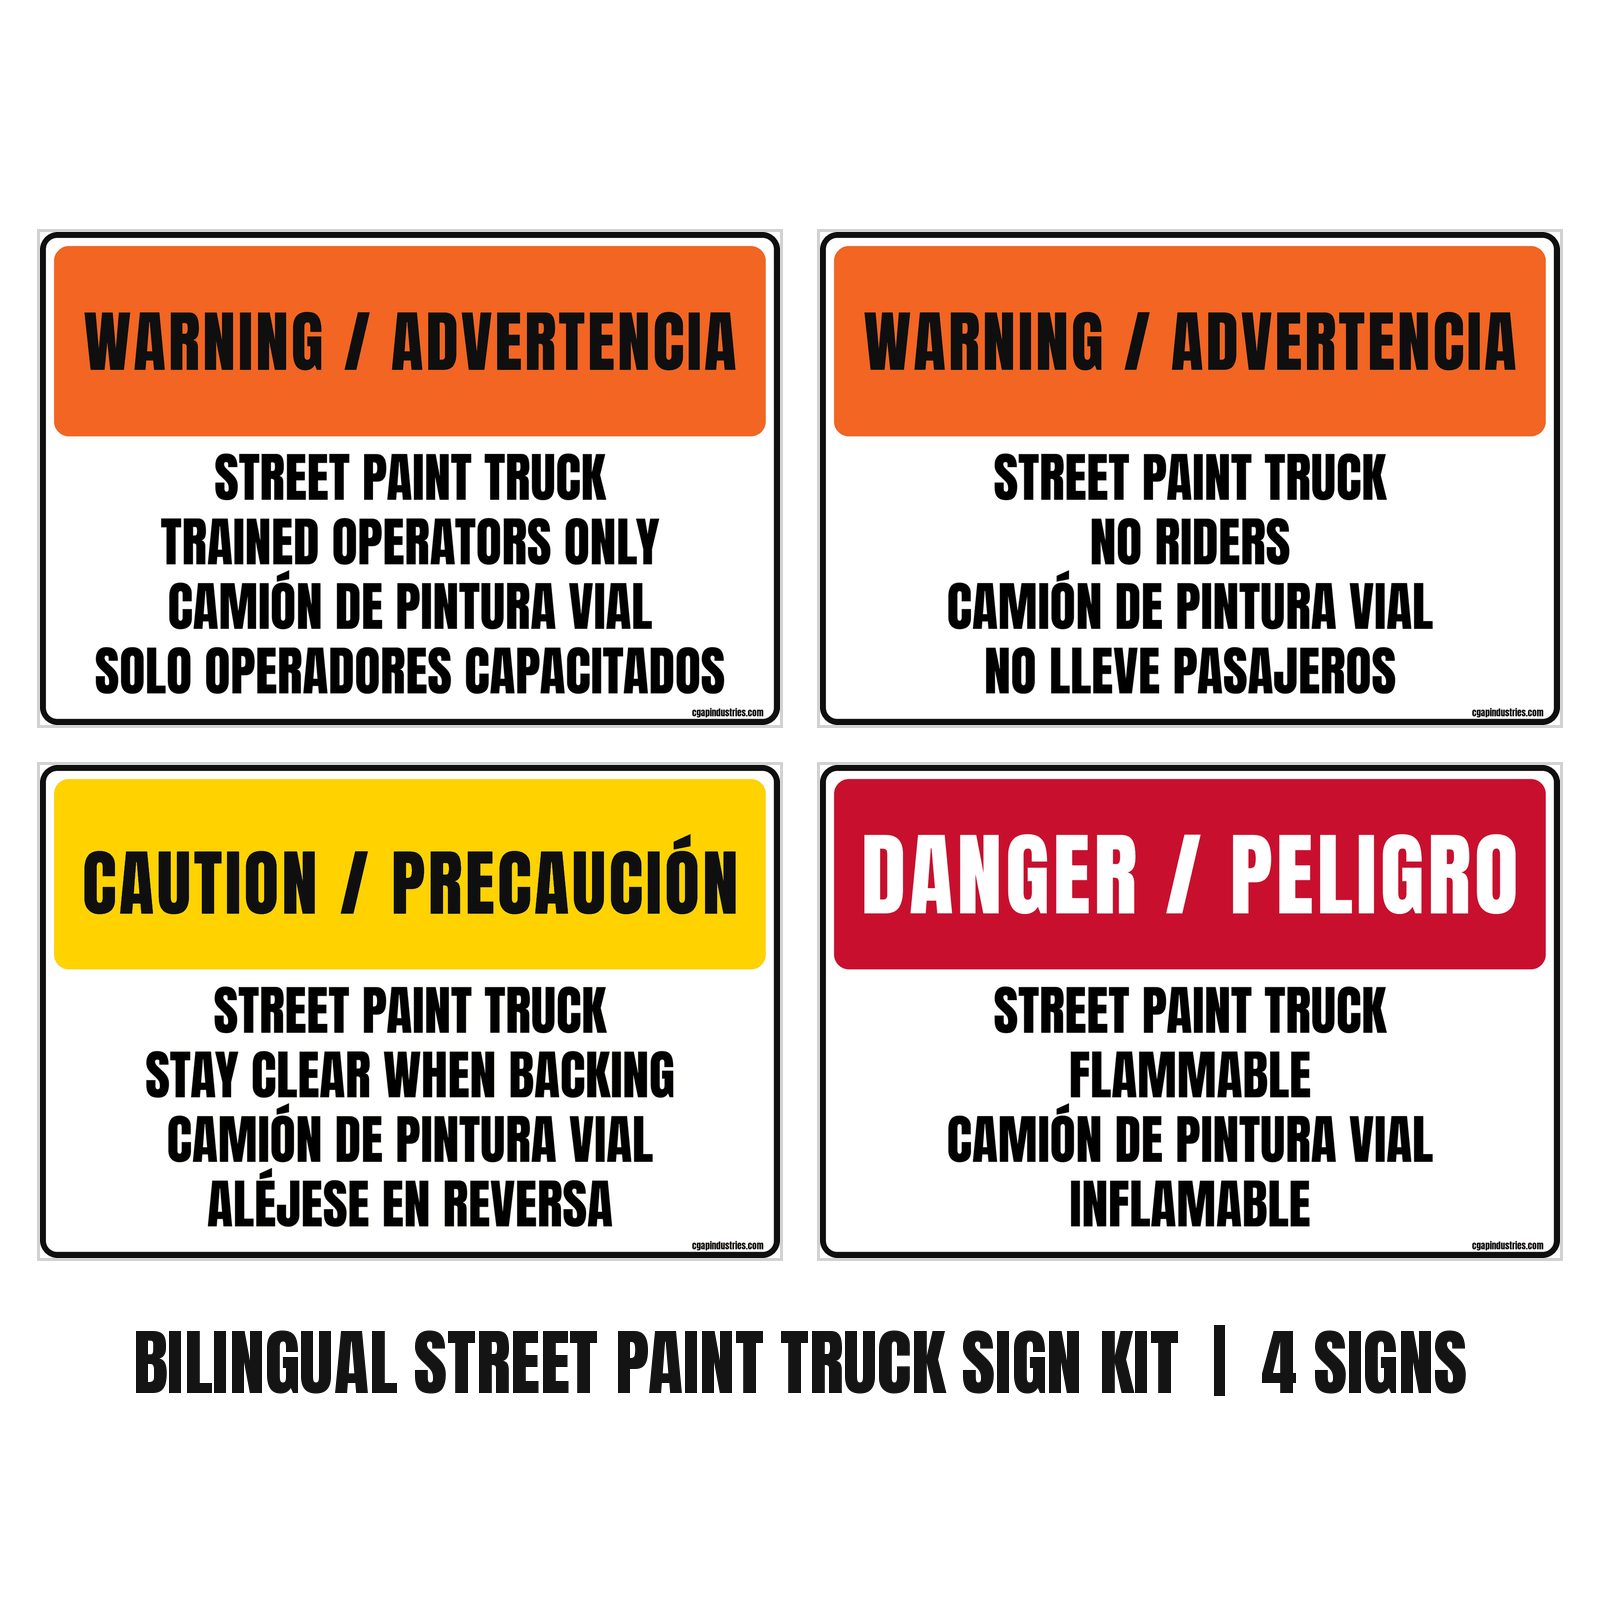 WARNING / ADVERTENCIA
STREET PAINT TRUCK
TRAINED OPERATORS ONLY
CAMIÓN DE PINTURA VIAL
SOLO OPERADORES CAPACITADOS
cgapindustries.com
WARNING / ADVERTENCIA
STREET PAINT TRUCK
NO RIDERS
CAMIÓN DE PINTURA VIAL
NO LLEVE PASAJEROS
cgapindustries.com
CAUTION / PRECAUCIÓN
STREET PAINT TRUCK
STAY CLEAR WHEN BACKING
CAMIÓN DE PINTURA VIAL
ALÉJESE EN REVERSA
cgapindustries.com
DANGER / PELIGRO
STREET PAINT TRUCK
FLAMMABLE
CAMIÓN DE PINTURA VIAL
INFLAMABLE
cgapindustries.com
BILINGUAL STREET PAINT TRUCK SIGN KIT | 4 SIGNS